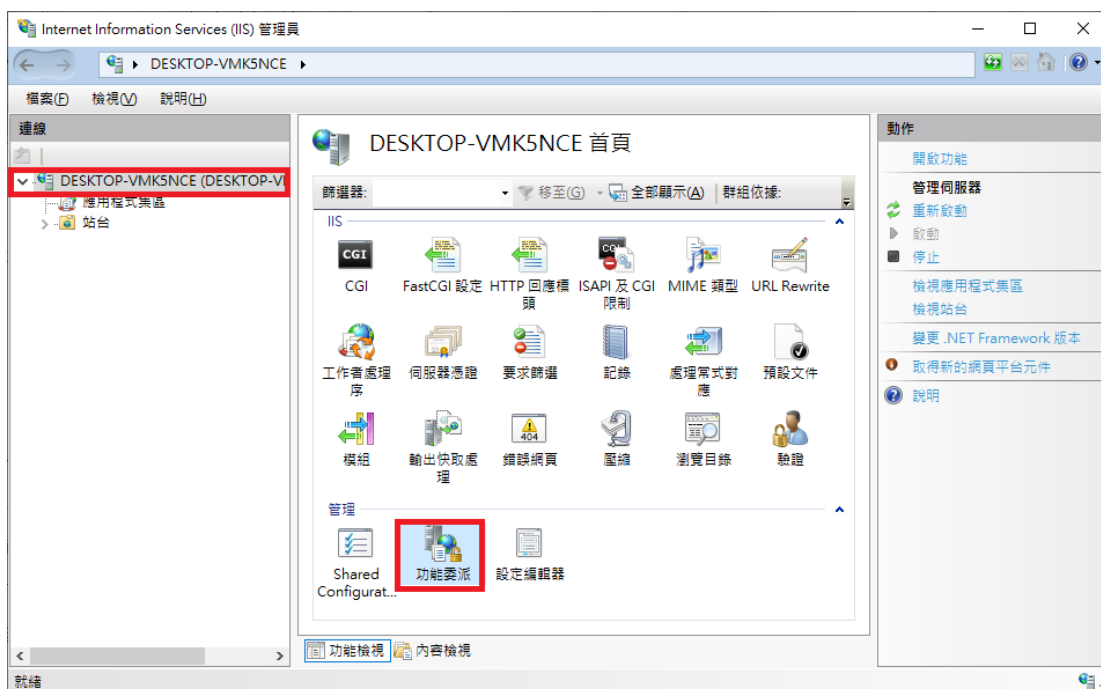 Internet Information Services (IIS) 管理員
DESKTOP-VMK5NCE
檔案(F) 檢視(V) 說明(H)
連線
DESKTOP-VMK5NCE (DESKTOP-V
應用程式集區
站台
DESKTOP-VMK5NCE 首頁
篩選器: 移至(G) 全部顯示(A) 群組依據:
IIS
CGI
CGI
FastCGI 設定
HTTP 回應標
頭
ISAPI 及 CGI
限制
MIME 類型
URL Rewrite
工作者處理
序
伺服器憑證
要求篩選
記錄
處理常式對
應
預設文件
模組
輸出快取處
理
404
錯誤網頁
壓縮
瀏覽目錄
驗證
管理
Shared
Configurat...
功能委派
設定編輯器
功能檢視 內容檢視
動作
開啟功能
管理伺服器
重新啟動
啟動
停止
檢視應用程式集區
檢視站台
變更 .NET Framework 版本
取得新的網頁平台元件
說明
就緒